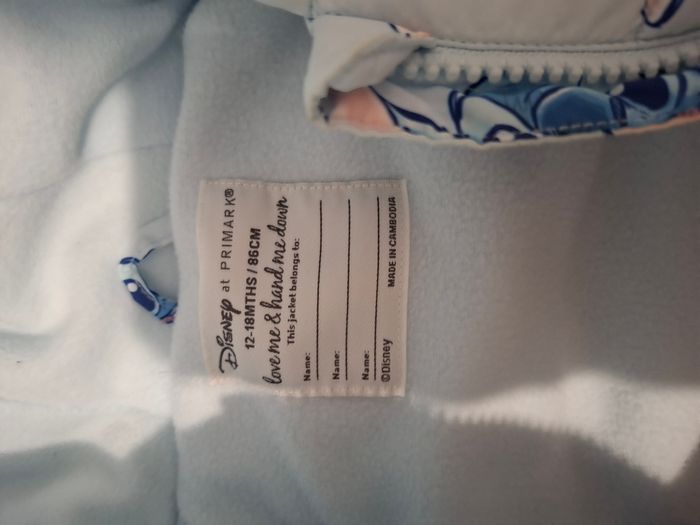 Disney at PRIMARK®
12-18MTHS / 86CM
love me & hand me down
This jacket belongs to:
Name:
Name:
Name:
©Disney MADE IN CAMBODIA